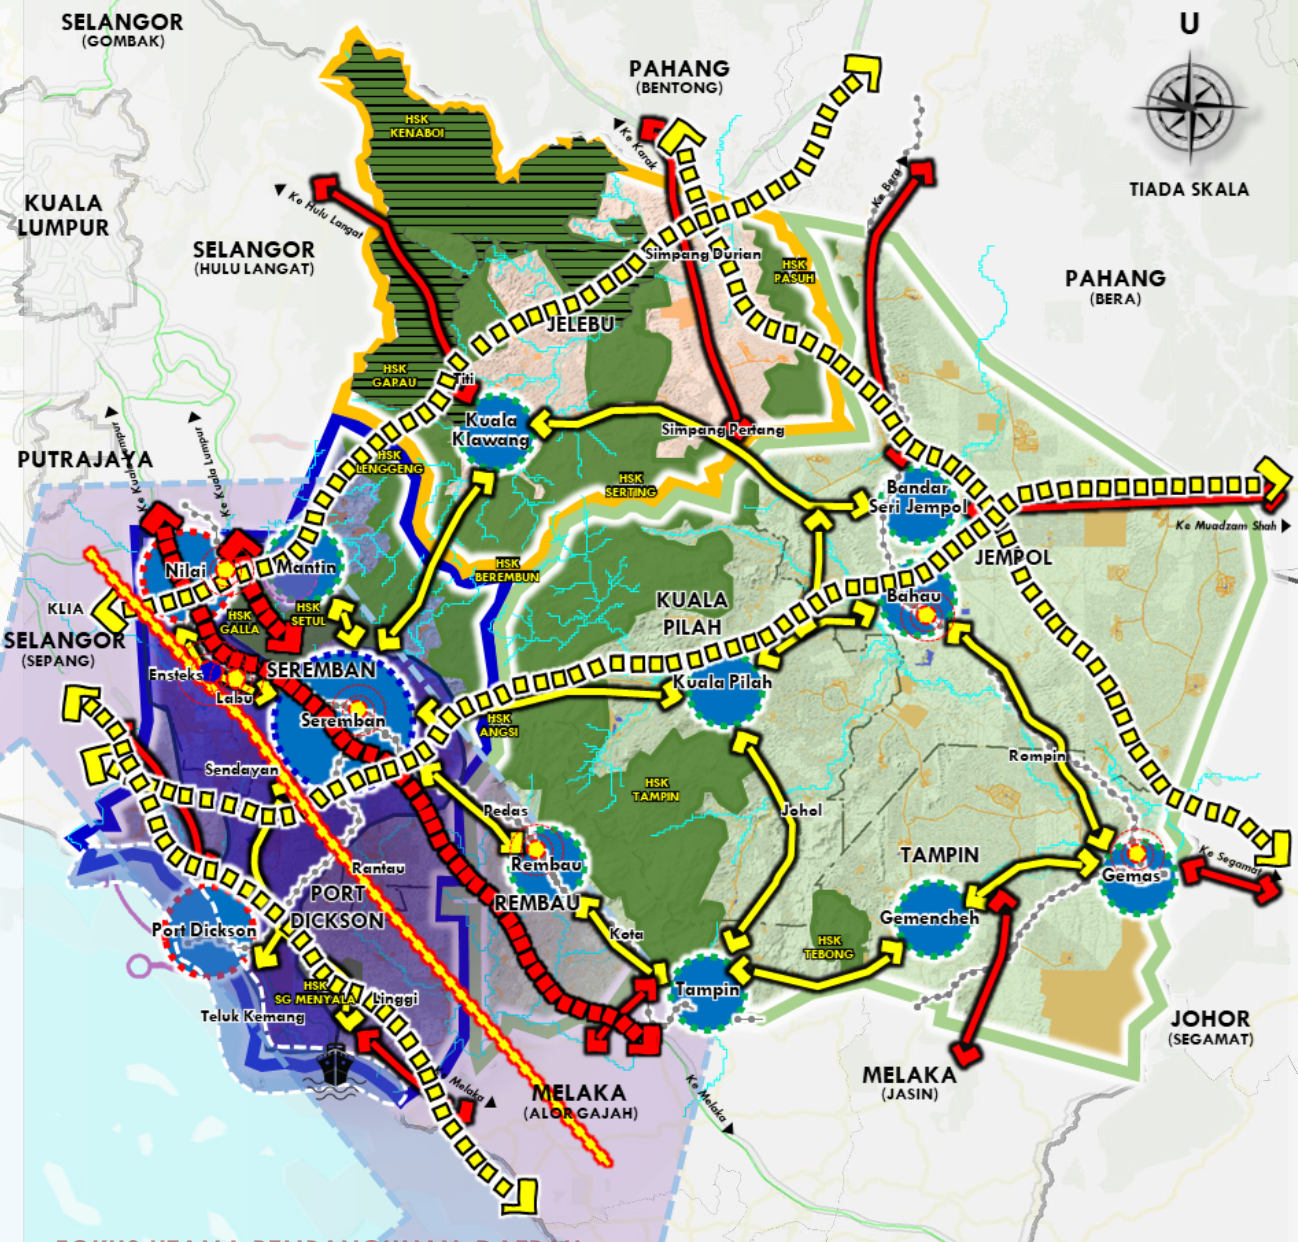 SELANGOR
(GOMBAK)
U
PAHANG
(BENTONG)
HSK
KENABOI
Ke Karak
TIADA SKALA
KUALA
LUMPUR
Ke Bera
Ke Hulu Langat
SELANGOR
(HULU LANGAT)
Simpang Durian
HSK
PASUH
PAHANG
(BERA)
JELEBU
HSK
GAPAU
Titi
Kuala
Klawang
Simpang Pertang
PUTRAJAYA
Ke Kuala Lumpur
Ke Kuala Lumpur
HSK
LENGGENG
HSK
SERTING
Bandar
Seri Jempol
Ke Muadzam Shah
JEMPOL
Nilai
Mantin
HSK
BEREMBUN
Bahau
KLIA
HSK
GALLA
HSK
SETUL
KUALA
PILAH
SELANGOR
(SEPANG)
SEREMBAN
Ensteks
Labu
Kuala Pilah
Seremban
HSK
ANGSI
Sendayan
Rompin
HSK
TAMPIN
Pedas
Johol
TAMPIN
Rembau
Rantau
Gemas
Ke Segamat
PORT
DICKSON
REMBAU
Port Dickson
Gemencheh
Kota
HSK
TEBONG
HSK
SG MENYALA
Linggi
Tampin
Teluk Kemang
JOHOR
(SEGAMAT)
Ke Melaka
MELAKA
(ALOR GAJAH)
Ke Melaka
MELAKA
(JASIN)